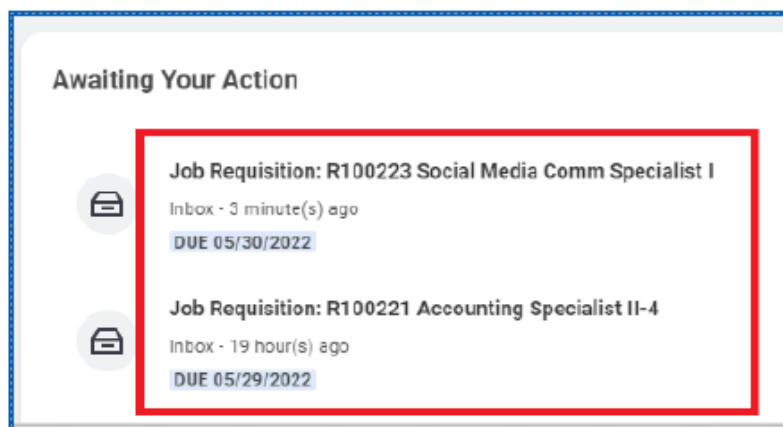 Awaiting Your Action
Job Requisition: R100223 Social Media Comm Specialist I
Inbox - 3 minute(s) ago
DUE 05/30/2022
Job Requisition: R100221 Accounting Specialist II-4
Inbox - 19 hour(s) ago
DUE 05/29/2022